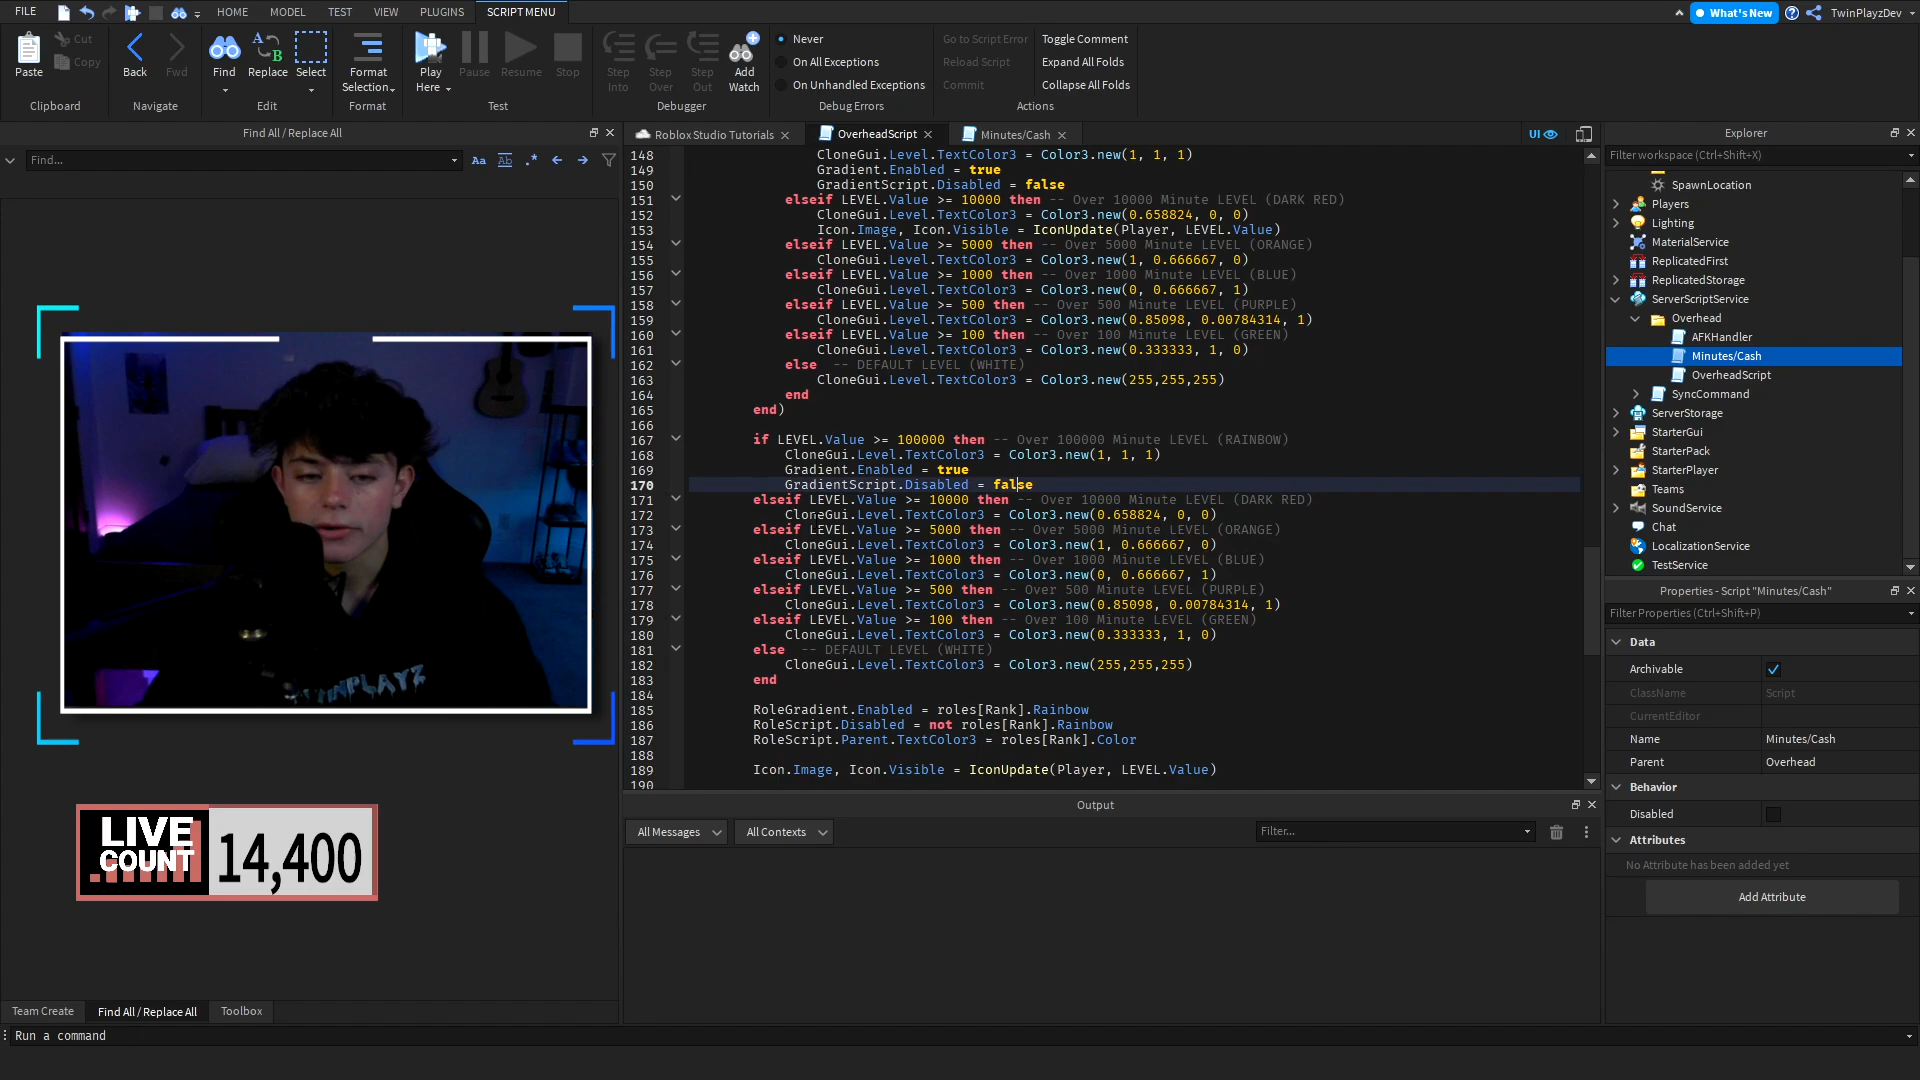 FILE
HOME
MODEL
TEST
VIEW
PLUGINS
SCRIPT MENU
What's New
TwinPlayzDev
Paste
Cut
Copy
Clipboard
Back
Fwd
Navigate
Find
Replace
Select
Edit
Format Selection
Format
Play Here
Pause
Resume
Stop
Test
Step Into
Step Over
Step Out
Add Watch
Debugger
Never
On All Exceptions
On Unhandled Exceptions
Debug Errors
Go to Script Error
Reload Script
Commit
Toggle Comment
Expand All Folds
Collapse All Folds
Actions
Find All / Replace All
Find...
Aa
Ab
.*
LIVE COUNT 14,400
TWINPLAYZ
Team Create
Find All / Replace All
Toolbox
Run a command
Roblox Studio Tutorials
OverheadScript
Minutes/Cash
UI
148 CloneGui.Level.TextColor3 = Color3.new(1, 1, 1)
149 Gradient.Enabled = true
150 GradientScript.Disabled = false
151 elseif LEVEL.Value >= 10000 then -- Over 10000 Minute LEVEL (DARK RED)
152 CloneGui.Level.TextColor3 = Color3.new(0.658824, 0, 0)
153 Icon.Image, Icon.Visible = IconUpdate(Player, LEVEL.Value)
154 elseif LEVEL.Value >= 5000 then -- Over 5000 Minute LEVEL (ORANGE)
155 CloneGui.Level.TextColor3 = Color3.new(1, 0.666667, 0)
156 elseif LEVEL.Value >= 1000 then -- Over 1000 Minute LEVEL (BLUE)
157 CloneGui.Level.TextColor3 = Color3.new(0, 0.666667, 1)
158 elseif LEVEL.Value >= 500 then -- Over 500 Minute LEVEL (PURPLE)
159 CloneGui.Level.TextColor3 = Color3.new(0.85098, 0.00784314, 1)
160 elseif LEVEL.Value >= 100 then -- Over 100 Minute LEVEL (GREEN)
161 CloneGui.Level.TextColor3 = Color3.new(0.333333, 1, 0)
162 else -- DEFAULT LEVEL (WHITE)
163 CloneGui.Level.TextColor3 = Color3.new(255,255,255)
164 end
165 end)
166
167 if LEVEL.Value >= 100000 then -- Over 100000 Minute LEVEL (RAINBOW)
168 CloneGui.Level.TextColor3 = Color3.new(1, 1, 1)
169 Gradient.Enabled = true
170 GradientScript.Disabled = false
171 elseif LEVEL.Value >= 10000 then -- Over 10000 Minute LEVEL (DARK RED)
172 CloneGui.Level.TextColor3 = Color3.new(0.658824, 0, 0)
173 elseif LEVEL.Value >= 5000 then -- Over 5000 Minute LEVEL (ORANGE)
174 CloneGui.Level.TextColor3 = Color3.new(1, 0.666667, 0)
175 elseif LEVEL.Value >= 1000 then -- Over 1000 Minute LEVEL (BLUE)
176 CloneGui.Level.TextColor3 = Color3.new(0, 0.666667, 1)
177 elseif LEVEL.Value >= 500 then -- Over 500 Minute LEVEL (PURPLE)
178 CloneGui.Level.TextColor3 = Color3.new(0.85098, 0.00784314, 1)
179 elseif LEVEL.Value >= 100 then -- Over 100 Minute LEVEL (GREEN)
180 CloneGui.Level.TextColor3 = Color3.new(0.333333, 1, 0)
181 else -- DEFAULT LEVEL (WHITE)
182 CloneGui.Level.TextColor3 = Color3.new(255,255,255)
183 end
184
185 RoleGradient.Enabled = roles[Rank].Rainbow
186 RoleScript.Disabled = not roles[Rank].Rainbow
187 RoleScript.Parent.TextColor3 = roles[Rank].Color
188
189 Icon.Image, Icon.Visible = IconUpdate(Player, LEVEL.Value)
190
Output
All Messages
All Contexts
Filter...
Explorer
Filter workspace (Ctrl+Shift+X)
SpawnLocation
Players
Lighting
MaterialService
ReplicatedFirst
ReplicatedStorage
ServerScriptService
Overhead
AFKHandler
Minutes/Cash
OverheadScript
SyncCommand
ServerStorage
StarterGui
StarterPack
StarterPlayer
Teams
SoundService
Chat
LocalizationService
TestService
Properties - Script "Minutes/Cash"
Filter Properties (Ctrl+Shift+P)
Data
Archivable
ClassName Script
CurrentEditor
Name Minutes/Cash
Parent Overhead
Behavior
Disabled
Attributes
No Attribute has been added yet
Add Attribute